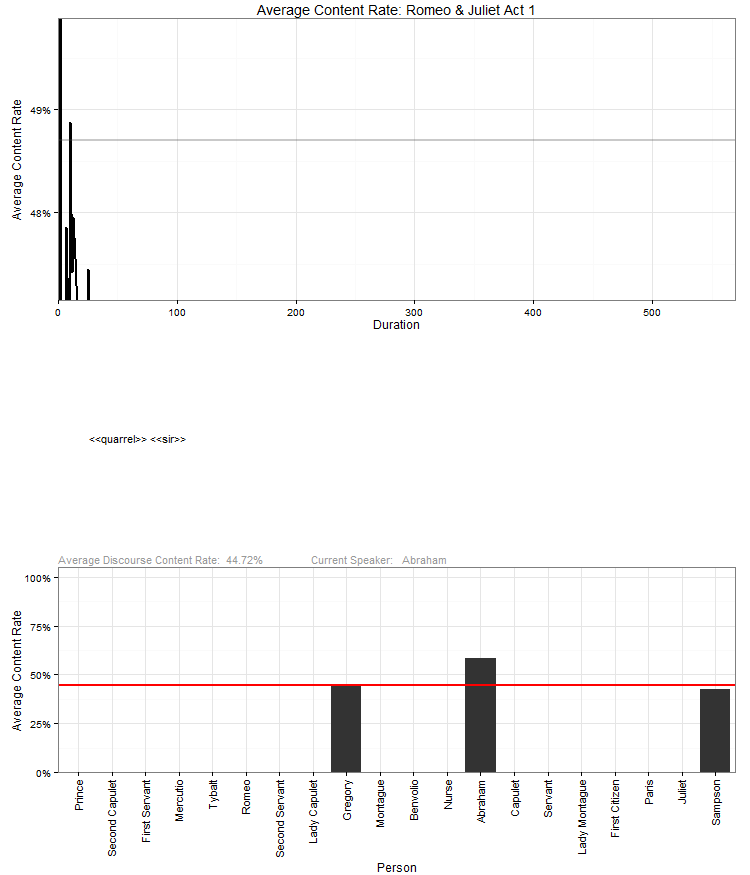 Average Content Rate: Romeo & Juliet Act 1
Average Content Rate
49%
48%
0 100 200 300 400 500
Duration
<<quarrel>> <<sir>>
Average Discourse Content Rate: 44.72% Current Speaker: Abraham
Average Content Rate
100%
75%
50%
25%
0%
Prince
Second Capulet
First Servant
Mercutio
Tybalt
Romeo
Second Servant
Lady Capulet
Gregory
Montague
Benvolio
Nurse
Abraham
Capulet
Servant
Lady Montague
First Citizen
Paris
Juliet
Sampson
Person